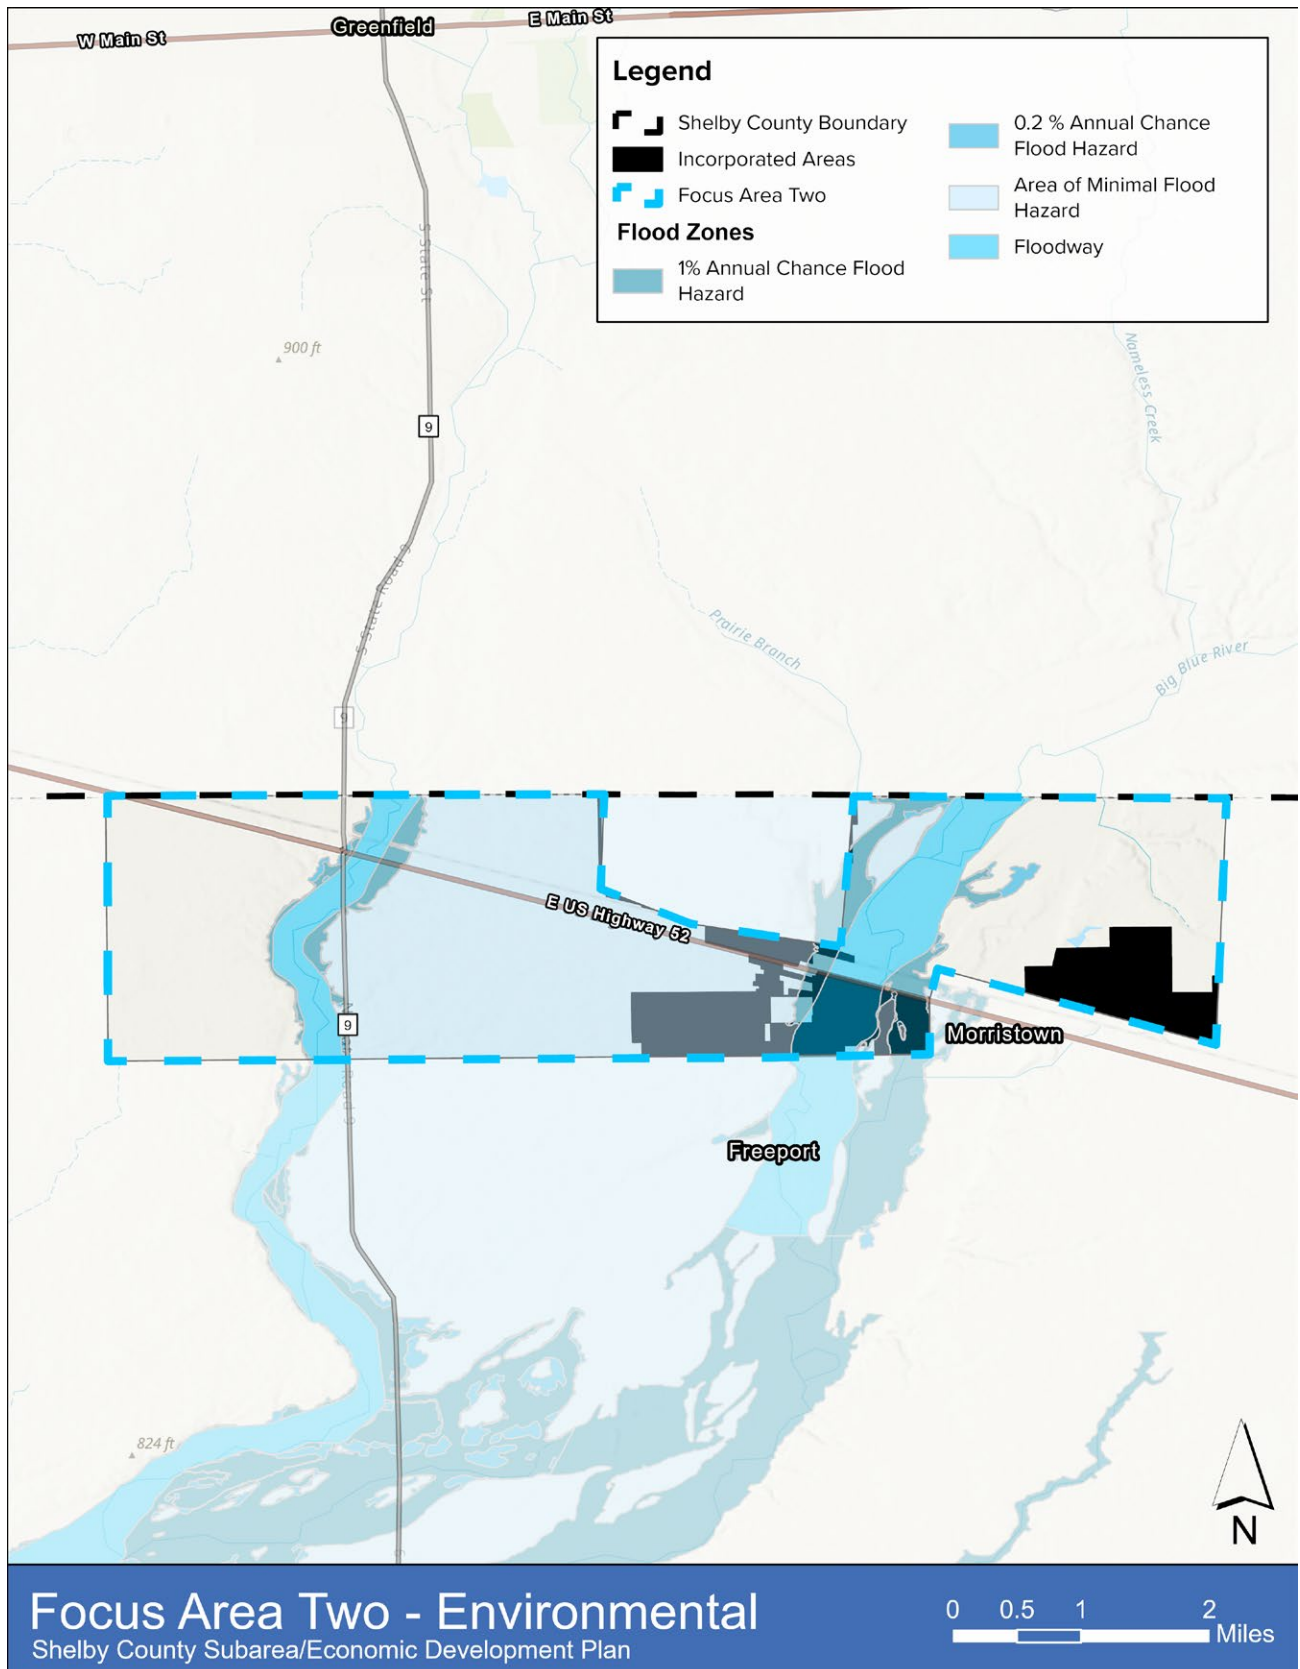 Greenfield
E Main St
W Main St
Legend
Shelby County Boundary
Incorporated Areas
Focus Area Two
Flood Zones
1% Annual Chance Flood
Hazard
0.2 % Annual Chance
Flood Hazard
Area of Minimal Flood
Hazard
Floodway
S State St
900 ft
Nameless Creek
9
S State Road 9
Prairie Branch
Big Blue River
9
E US Highway 52
9
Morristown
Freeport
824 ft
N
Focus Area Two - Environmental
Shelby County Subarea/Economic Development Plan
0 0.5 1 2
Miles